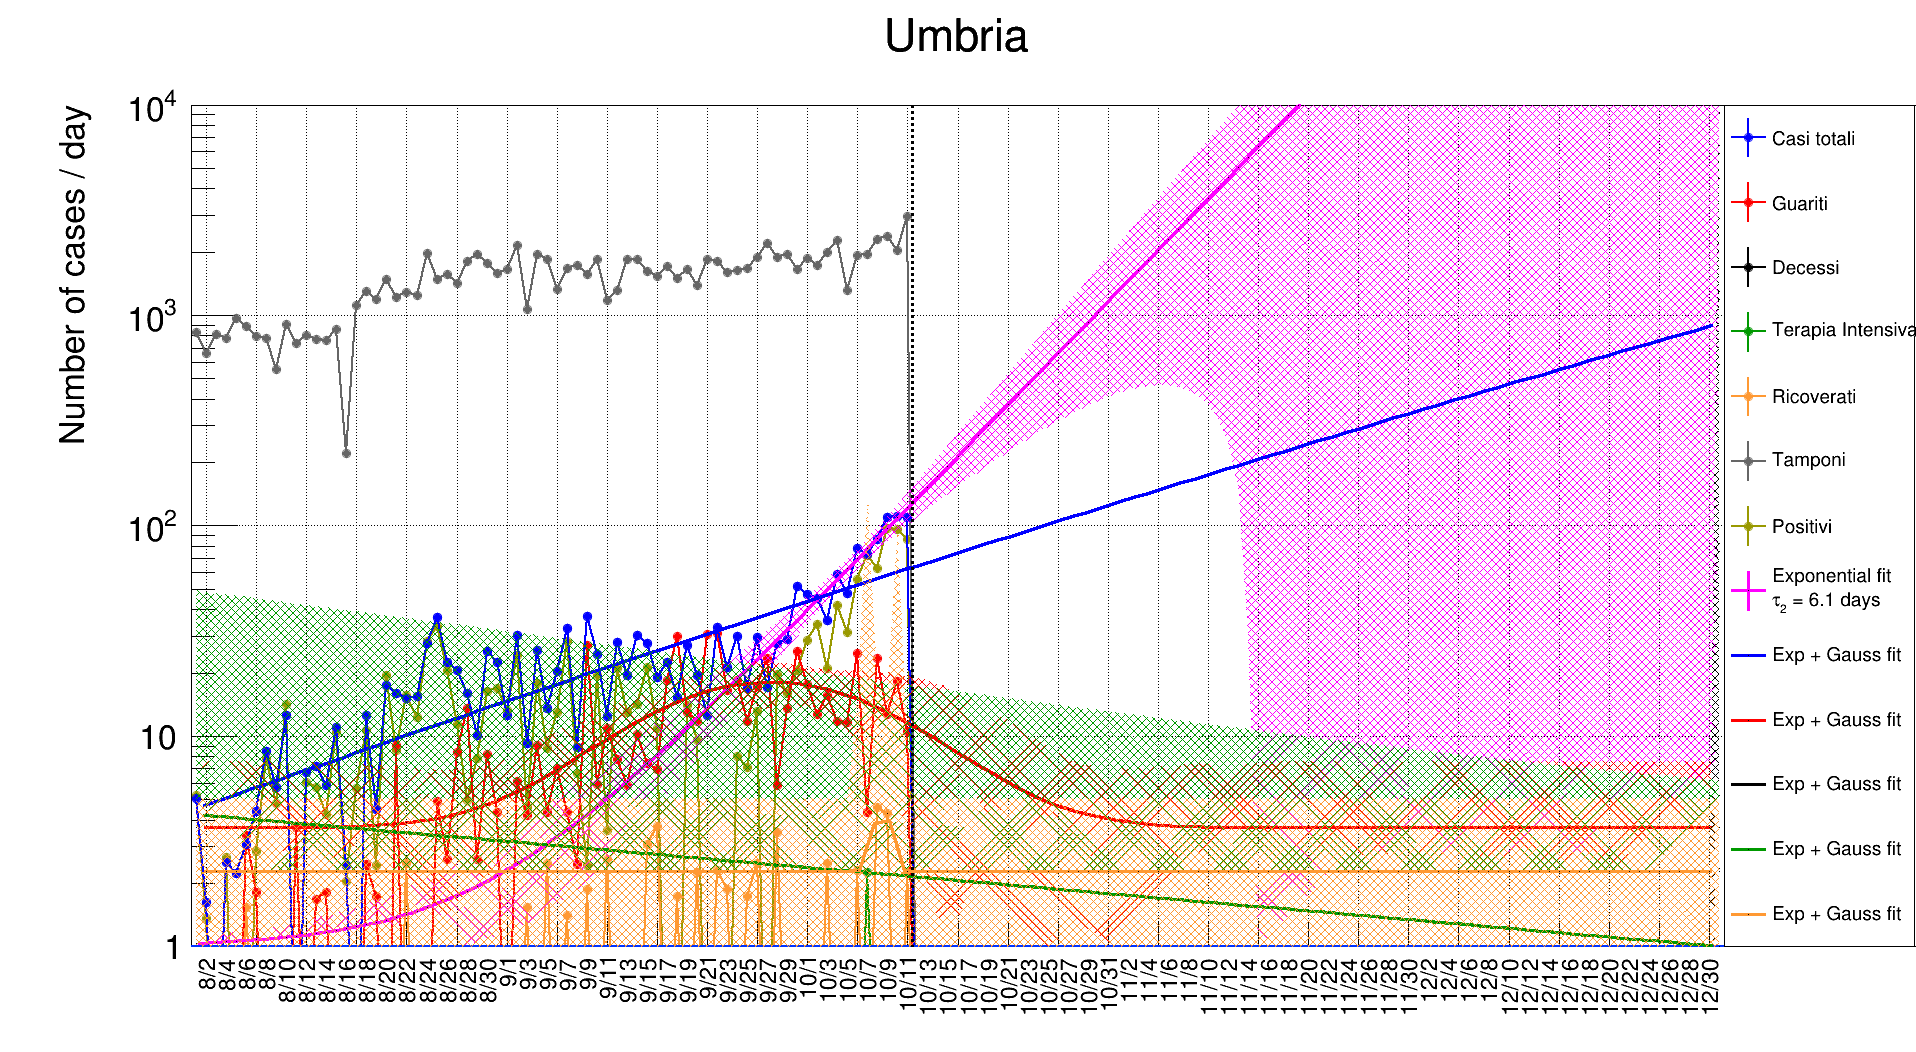 Umbria
Number of cases / day
10^4
10^3
10^2
10
1
8/2 8/4 8/6 8/8 8/10 8/12 8/14 8/16 8/18 8/20 8/22 8/24 8/26 8/28 8/30 9/1 9/3 9/5 9/7 9/9 9/11 9/13 9/15 9/17 9/19 9/21 9/23 9/25 9/27 9/29 10/1 10/3 10/5 10/7 10/9 10/11 10/13 10/15 10/17 10/19 10/21 10/23 10/25 10/27 10/29 10/31 11/2 11/4 11/6 11/8 11/10 11/12 11/14 11/16 11/18 11/20 11/22 11/24 11/26 11/28 11/30 12/2 12/4 12/6 12/8 12/10 12/12 12/14 12/16 12/18 12/20 12/22 12/24 12/26 12/28 12/30
Casi totali
Guariti
Decessi
Terapia Intensiva
Ricoverati
Tamponi
Positivi
Exponential fit
τ₂ = 6.1 days
Exp + Gauss fit
Exp + Gauss fit
Exp + Gauss fit
Exp + Gauss fit
Exp + Gauss fit